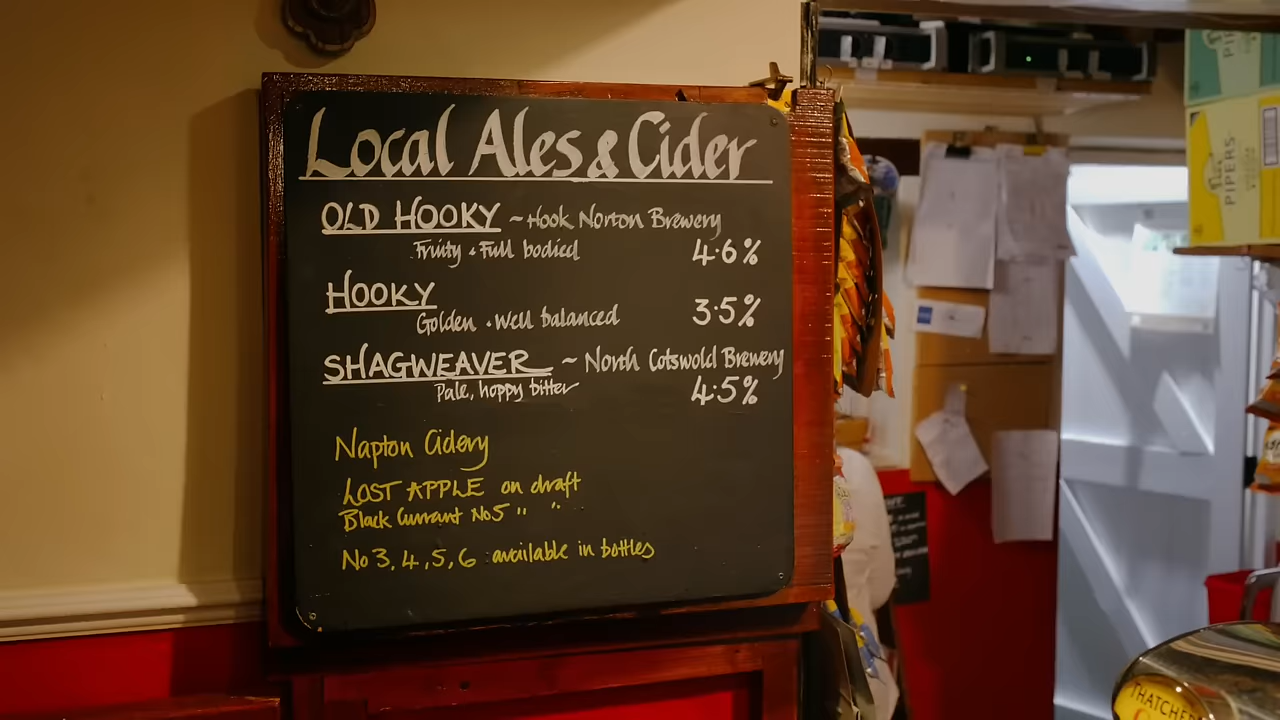 Local Ales & Cider
OLD HOOKY ~ Hook Norton Brewery
Fruity & Full bodied 4.6%
HOOKY
Golden . Well balanced 3.5%
SHAGWEAVER ~ North Cotswold Brewery
Pale, hoppy bitter 4.5%
Napton Cidery
LOST APPLE on draft
Black Currant No5 " "
No 3, 4, 5, 6 available in bottles
PIPERS
PIPERS
THATCHERS